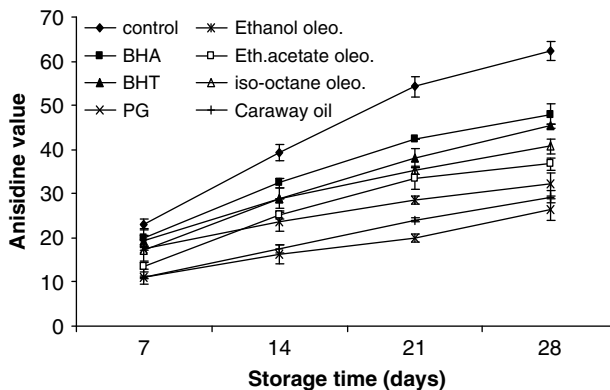 70
60
50
40
30
20
10
0
Anisidine value
control
BHA
BHT
PG
Ethanol oleo.
Eth.acetate oleo.
iso-octane oleo.
Caraway oil
7 14 21 28
Storage time (days)